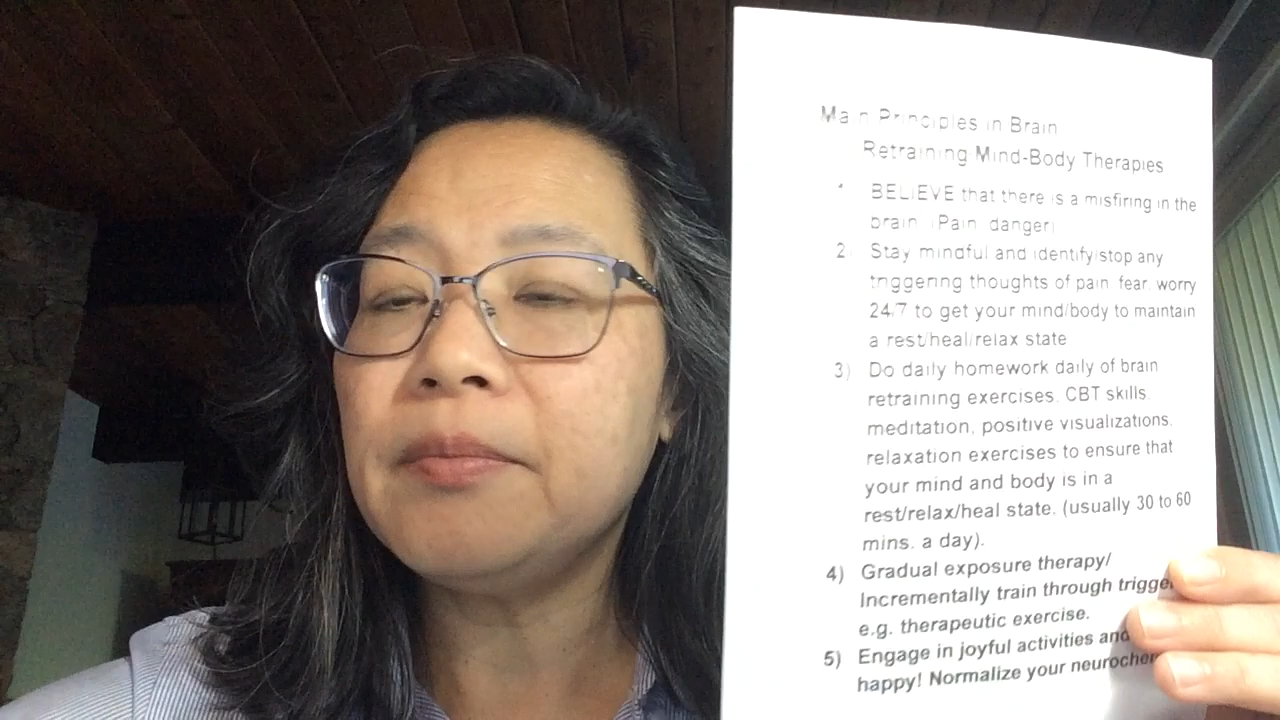 Main Principles in Brain
Retraining Mind-Body Therapies
BELIEVE that there is a misfiring in the
brain (Pain danger)
2. Stay mindful and identify/stop any
triggering thoughts of pain, fear, worry
24/7 to get your mind/body to maintain
a rest/heal/relax state
3) Do daily homework daily of brain
retraining exercises, CBT skills,
meditation, positive visualizations,
relaxation exercises to ensure that
your mind and body is in a
rest/relax/heal state. (usually 30 to 60
mins. a day).
4) Gradual exposure therapy/
Incrementally train through
e.g. therapeutic exercise.
5) Engage in joyful activities and
happy! Normalize your